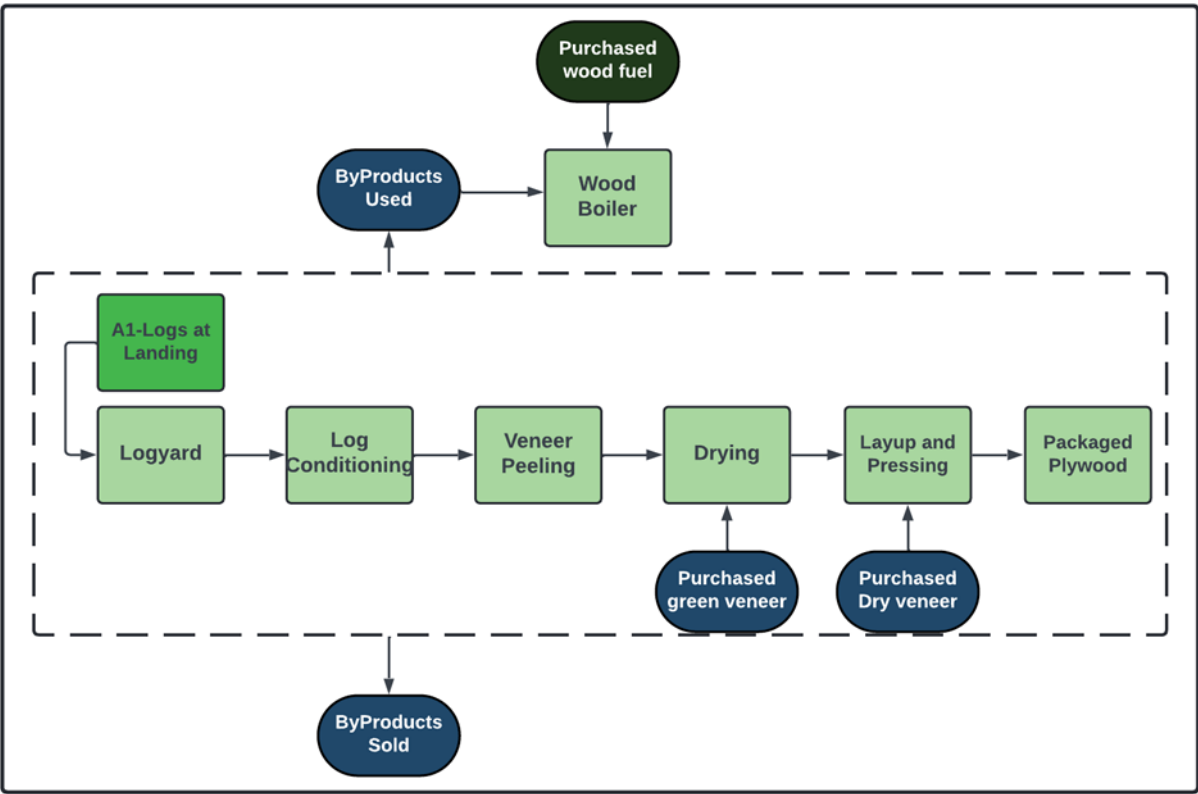 Purchased
wood fuel
ByProducts
Used
Wood
Boiler
A1-Logs at
Landing
Logyard
Log
Conditioning
Veneer
Peeling
Drying
Layup and
Pressing
Packaged
Plywood
Purchased
green veneer
Purchased
Dry veneer
ByProducts
Sold